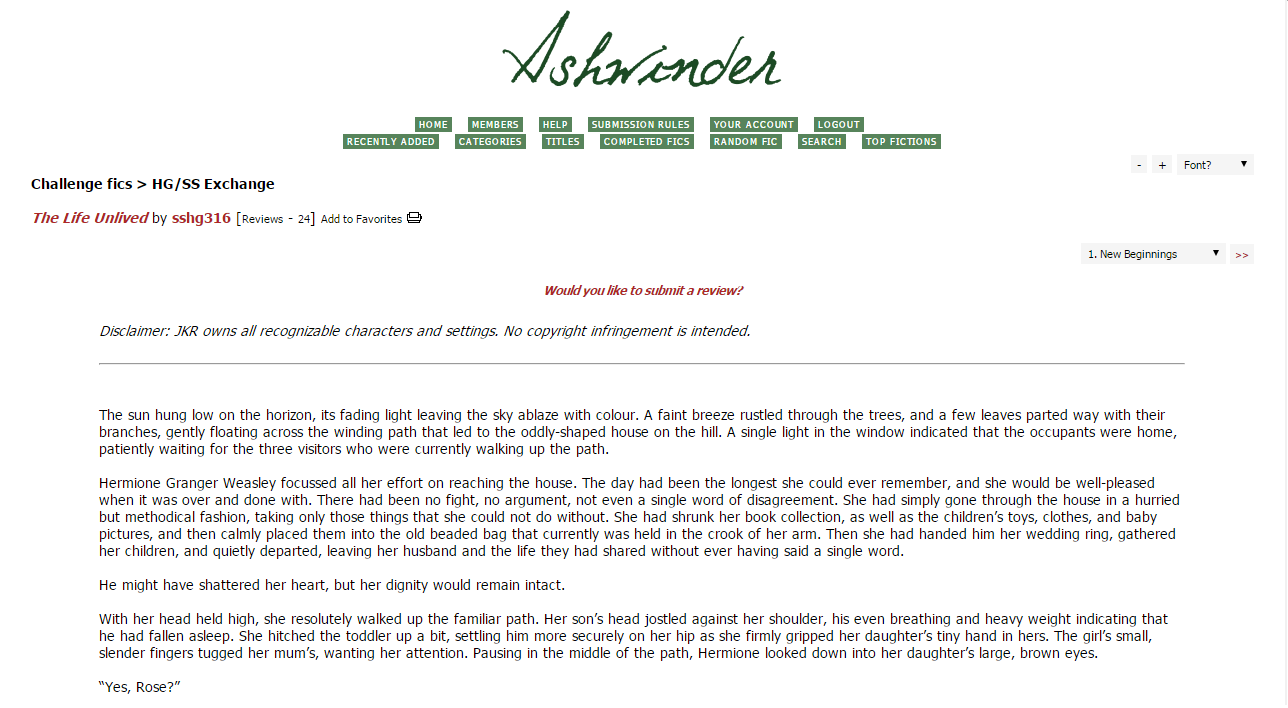 Ashwinder
HOME MEMBERS HELP SUBMISSION RULES YOUR ACCOUNT LOGOUT
RECENTLY ADDED CATEGORIES TITLES COMPLETED FICS RANDOM FIC SEARCH TOP FICTIONS
- + Font?
Challenge fics > HG/SS Exchange
The Life Unlived by sshg316 [Reviews - 24] Add to Favorites
1. New Beginnings >>
Would you like to submit a review?
Disclaimer: JKR owns all recognizable characters and settings. No copyright infringement is intended.
The sun hung low on the horizon, its fading light leaving the sky ablaze with colour. A faint breeze rustled through the trees, and a few leaves parted way with their
branches, gently floating across the winding path that led to the oddly-shaped house on the hill. A single light in the window indicated that the occupants were home,
patiently waiting for the three visitors who were currently walking up the path.
Hermione Granger Weasley focussed all her effort on reaching the house. The day had been the longest she could ever remember, and she would be well-pleased
when it was over and done with. There had been no fight, no argument, not even a single word of disagreement. She had simply gone through the house in a hurried
but methodical fashion, taking only those things that she could not do without. She had shrunk her book collection, as well as the children’s toys, clothes, and baby
pictures, and then calmly placed them into the old beaded bag that currently was held in the crook of her arm. Then she had handed him her wedding ring, gathered
her children, and quietly departed, leaving her husband and the life they had shared without ever having said a single word.
He might have shattered her heart, but her dignity would remain intact.
With her head held high, she resolutely walked up the familiar path. Her son’s head jostled against her shoulder, his even breathing and heavy weight indicating that
he had fallen asleep. She hitched the toddler up a bit, settling him more securely on her hip as she firmly gripped her daughter’s tiny hand in hers. The girl’s small,
slender fingers tugged her mum’s, wanting her attention. Pausing in the middle of the path, Hermione looked down into her daughter’s large, brown eyes.
“Yes, Rose?”